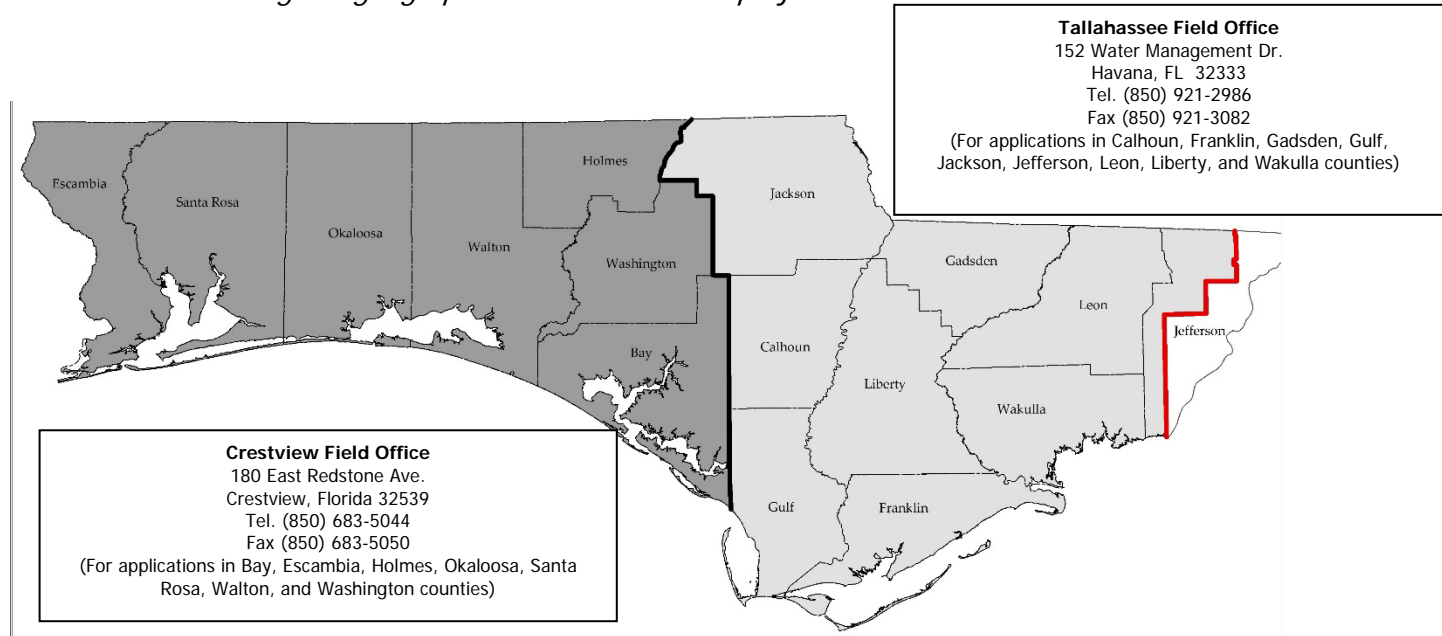 Tallahassee Field Office
152 Water Management Dr.
Havana, FL 32333
Tel. (850) 921-2986
Fax (850) 921-3082
(For applications in Calhoun, Franklin, Gadsden, Gulf,
Jackson, Jefferson, Leon, Liberty, and Wakulla counties)
Holmes
Escambia
Santa Rosa
Jackson
Okaloosa
Walton
Washington
Gadsden
Leon
Jefferson
Bay
Calhoun
Liberty
Wakulla
Gulf
Franklin
Crestview Field Office
180 East Redstone Ave.
Crestview, Florida 32539
Tel. (850) 683-5044
Fax (850) 683-5050
(For applications in Bay, Escambia, Holmes, Okaloosa, Santa
Rosa, Walton, and Washington counties)